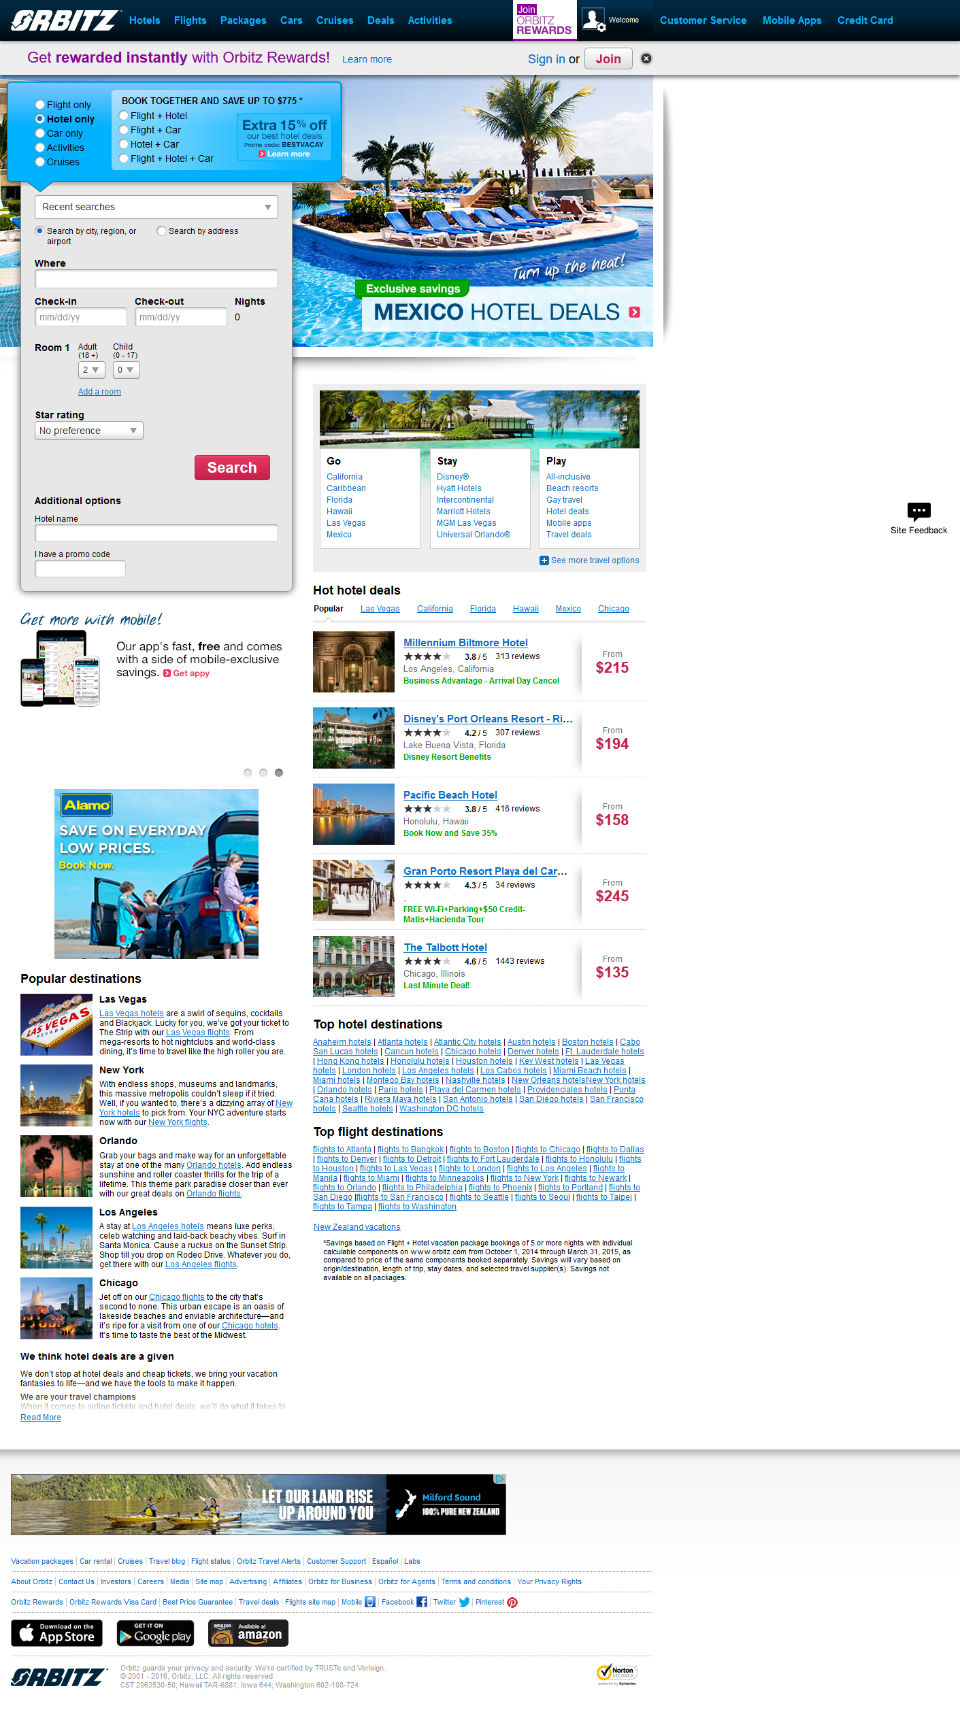 ORBITZ Hotels Flights Packages Cars Cruises Deals Activities Join ORBITZ REWARDS Welcome Customer Service Mobile Apps Credit Card
Get rewarded instantly with Orbitz Rewards! Learn more Sign in or Join
Flight only
Hotel only
Car only
Activities
Cruises
BOOK TOGETHER AND SAVE UP TO $775 *
Flight + Hotel
Flight + Car
Hotel + Car
Flight + Hotel + Car
Extra 15% off
our best hotel deals
Promo code: BESTVACAY
Learn more
Recent searches
Search by city, region, or airport
Search by address
Where
Check-in Check-out Nights
mm/dd/yy mm/dd/yy 0
Room 1 Adult (18 +) Child (0 - 17)
2 0
Add a room
Star rating
No preference
Search
Additional options
Hotel name
I have a promo code
Turn up the heat!
Exclusive savings
MEXICO HOTEL DEALS
Go
California
Caribbean
Florida
Hawaii
Las Vegas
Mexico
Stay
Disney®
Hyatt Hotels
Intercontinental
Marriott Hotels
MGM Las Vegas
Universal Orlando®
Play
All-inclusive
Beach resorts
Gay travel
Hotel deals
Mobile apps
Travel deals
See more travel options
Site Feedback
Get more with mobile!
Our app's fast, free and comes
with a side of mobile-exclusive
savings. Get appy
Alamo
SAVE ON EVERYDAY
LOW PRICES.
Book Now.
Hot hotel deals
Popular Las Vegas California Florida Hawaii Mexico Chicago
Millennium Biltmore Hotel
3.8 / 5 313 reviews
Los Angeles, California
Business Advantage - Arrival Day Cancel
From
$215
Disney's Port Orleans Resort - Ri...
4.2 / 5 307 reviews
Lake Buena Vista, Florida
Disney Resort Benefits
From
$194
Pacific Beach Hotel
3.8 / 5 416 reviews
Honolulu, Hawaii
Book Now and Save 35%
From
$158
Gran Porto Resort Playa del Car...
4.3 / 5 34 reviews
,
FREE Wi-Fi+Parking+$50 Credit-
Matis+Hacienda Tour
From
$245
The Talbott Hotel
4.6 / 5 1443 reviews
Chicago, Illinois
Last Minute Deal!
From
$135
Popular destinations
LAS VEGAS
Las Vegas
Las Vegas hotels are a swirl of sequins, cocktails
and Blackjack. Lucky for you, we've got your ticket to
The Strip with our Las Vegas flights. From
mega-resorts to hot nightclubs and world-class
dining, it's time to travel like the high roller you are.
New York
With endless shops, museums and landmarks,
this massive metropolis couldn't sleep if it tried.
Well, if you wanted to, there's a dizzying array of New
York hotels to pick from. Your NYC adventure starts
now with our New York flights.
Orlando
Grab your bags and make way for an unforgettable
stay at one of the many Orlando hotels. Add endless
sunshine and roller coaster thrills for the trip of a
lifetime. This theme park paradise closer than ever
with our great deals on Orlando flights.
Los Angeles
A stay at Los Angeles hotels means luxe perks,
celeb watching and laid-back beachy vibes. Surf in
Santa Monica. Cause a ruckus on the Sunset Strip.
Shop till you drop on Rodeo Drive. Whatever you do,
get there with our Los Angeles flights.
Chicago
Jet off on our Chicago flights to the city that's
second to none. This urban escape is an oasis of
lakeside beaches and enviable architecture—and
it's ripe for a visit from one of our Chicago hotels.
It's time to taste the best of the Midwest.
We think hotel deals are a given
We don't stop at hotel deals and cheap tickets, we bring your vacation
fantasies to life—and we have the tools to make it happen.
We are your travel champions
When it comes to airline tickets and hotel deals, we'll do what it takes to
Read More
Top hotel destinations
Anaheim hotels | Atlanta hotels | Atlantic City hotels | Austin hotels | Boston hotels | Cabo
San Lucas hotels | Cancun hotels | Chicago hotels | Denver hotels | Ft. Lauderdale hotels
| Hong Kong hotels | Honolulu hotels | Houston hotels | Key West hotels | Las Vegas
hotels | London hotels | Los Angeles hotels | Los Cabos hotels | Miami Beach hotels |
Miami hotels | Montego Bay hotels | Nashville hotels | New Orleans hotelsNew York hotels
| Orlando hotels | Paris hotels | Playa del Carmen hotels | Providenciales hotels | Punta
Cana hotels | Riviera Maya hotels | San Antonio hotels | San Diego hotels | San Francisco
hotels | Seattle hotels | Washington DC hotels
Top flight destinations
flights to Atlanta | flights to Bangkok | flights to Boston | flights to Chicago | flights to Dallas
| flights to Denver | flights to Detroit | flights to Fort Lauderdale | flights to Honolulu | flights
to Houston | flights to Las Vegas | flights to London | flights to Los Angeles | flights to
Manila | flights to Miami | flights to Minneapolis | flights to New York | flights to Newark |
flights to Orlando | flights to Philadelphia | flights to Phoenix | flights to Portland | flights to
San Diego |flights to San Francisco | flights to Seattle | flights to Seoul | flights to Taipei |
flights to Tampa | flights to Washington
New Zealand vacations
*Savings based on Flight + Hotel vacation package bookings of 5 or more nights with individual
calculable components on www.orbitz.com from October 1, 2014 through March 31, 2015, as
compared to price of the same components booked separately. Savings will vary based on
origin/destination, length of trip, stay dates, and selected travel supplier(s). Savings not
available on all packages.
LET OUR LAND RISE
UP AROUND YOU
Milford Sound
100% PURE NEW ZEALAND
Vacation packages | Car rental | Cruises | Travel blog | Flight status | Orbitz Travel Alerts | Customer Support | Español | Labs
About Orbitz | Contact Us | Investors | Careers | Media | Site map | Advertising | Affiliates | Orbitz for Business | Orbitz for Agents | Terms and conditions | Your Privacy Rights
Orbitz Rewards | Orbitz Rewards Visa Card | Best Price Guarantee | Travel deals | Flights site map | Mobile | Facebook | Twitter | Pinterest
Download on the App Store
GET IT ON Google play
Available at amazon
ORBITZ
Orbitz guards your privacy and security. We're certified by TRUSTe and Verisign.
© 2001 - 2016, Orbitz, LLC. All rights reserved.
CST 2063530-50; Hawaii TAR-6881; Iowa 644; Washington 602-108-724
Norton
SECURED
powered by Symantec